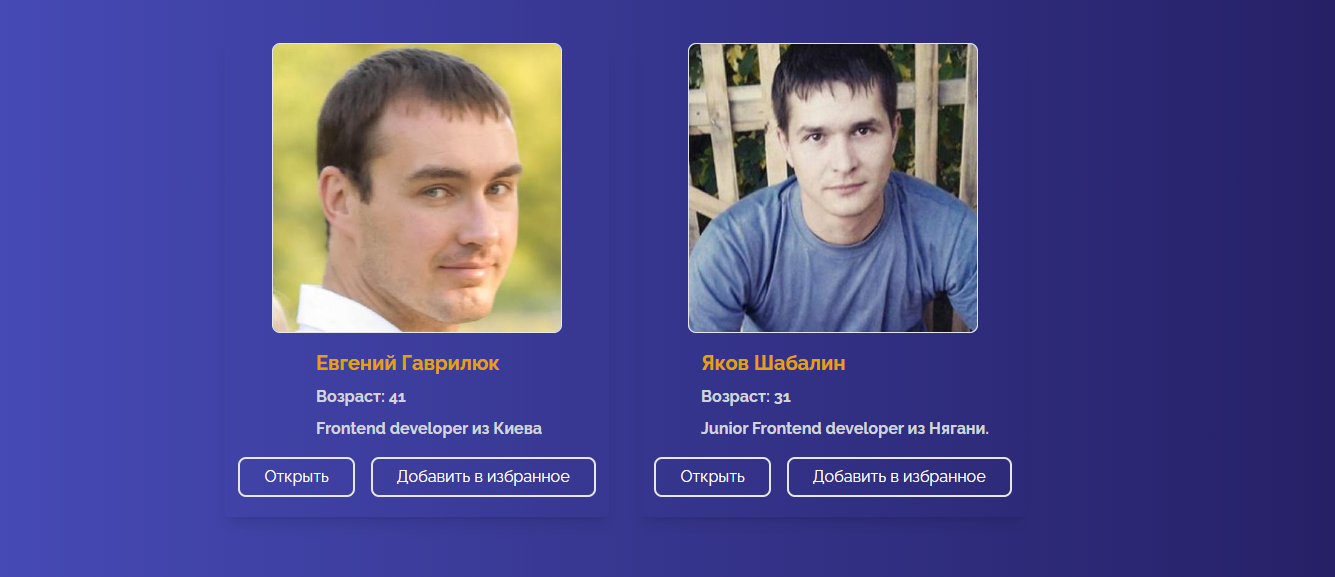 Евгений Гаврилюк
Возраст: 41
Frontend developer из Киева
Открыть
Добавить в избранное
Яков Шабалин
Возраст: 31
Junior Frontend developer из Нягани.
Открыть
Добавить в избранное